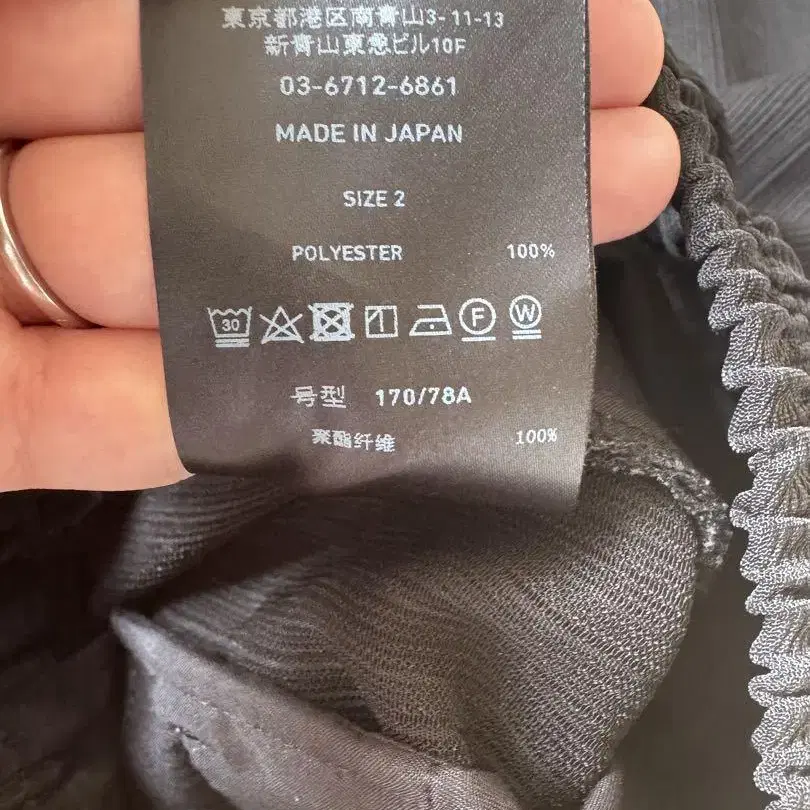 東京都港区南青山3-11-13
新青山東急ビル10F
03-6712-6861
MADE IN JAPAN
SIZE 2
POLYESTER 100%
30 F W
号型 170/78A
聚酯纤维 100%